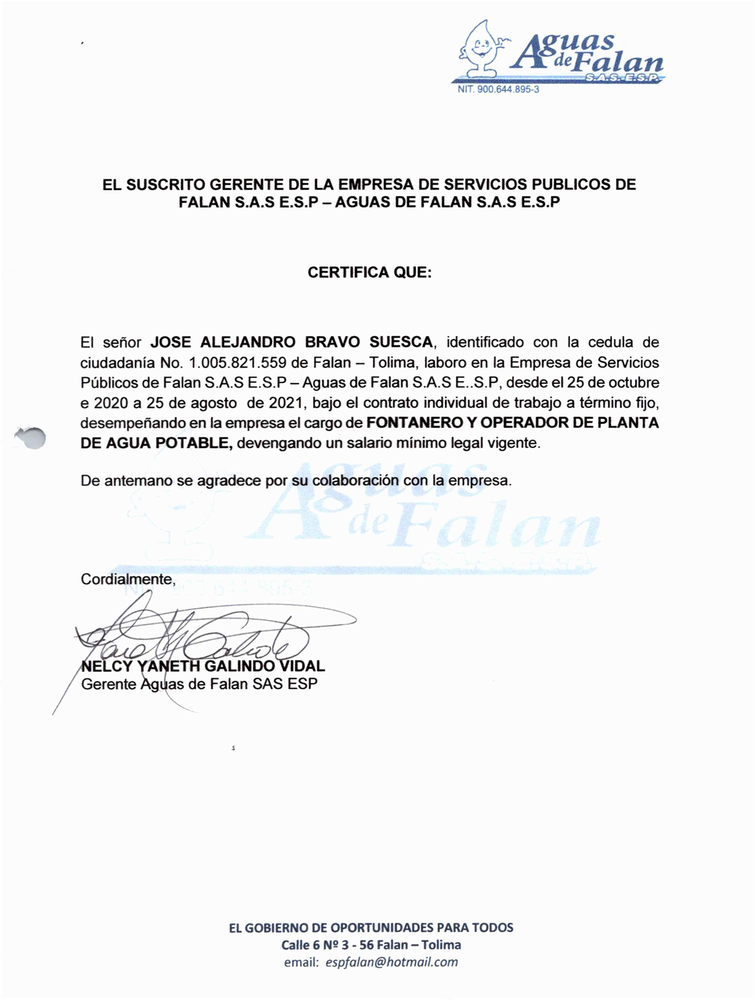 Aguas
de Falan
S.A.S. E.S.P.
NIT. 900.644.895-3
EL SUSCRITO GERENTE DE LA EMPRESA DE SERVICIOS PUBLICOS DE
FALAN S.A.S E.S.P – AGUAS DE FALAN S.A.S E.S.P
CERTIFICA QUE:
El señor JOSE ALEJANDRO BRAVO SUESCA, identificado con la cedula de
ciudadanía No. 1.005.821.559 de Falan – Tolima, laboro en la Empresa de Servicios
Públicos de Falan S.A.S E.S.P – Aguas de Falan S.A.S E..S.P, desde el 25 de octubre
e 2020 a 25 de agosto de 2021, bajo el contrato individual de trabajo a término fijo,
desempeñando en la empresa el cargo de FONTANERO Y OPERADOR DE PLANTA
DE AGUA POTABLE, devengando un salario mínimo legal vigente.
De antemano se agradece por su colaboración con la empresa.
Aguas
de Falan
S.A.S. E.S.P.
Cordialmente,
NIT. 900.644.895-3
NELCY YANETH GALINDO VIDAL
Gerente Aguas de Falan SAS ESP
EL GOBIERNO DE OPORTUNIDADES PARA TODOS
Calle 6 Nº 3 - 56 Falan – Tolima
email: espfalan@hotmail.com